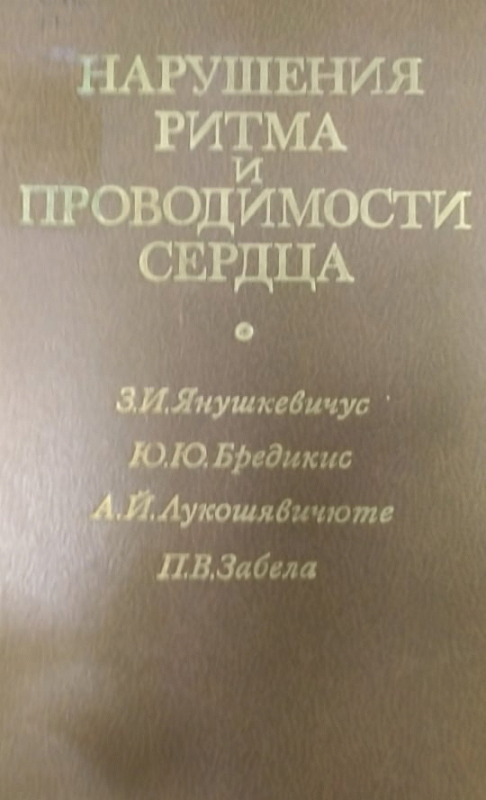 НАРУШЕНИЯ
РИТМА
И
ПРОВОДИМОСТИ
СЕРДЦА
З.И.Янушкевичус
Ю.Ю.Бредикис
А.Й.Лукошявичюте
П.В.Забела